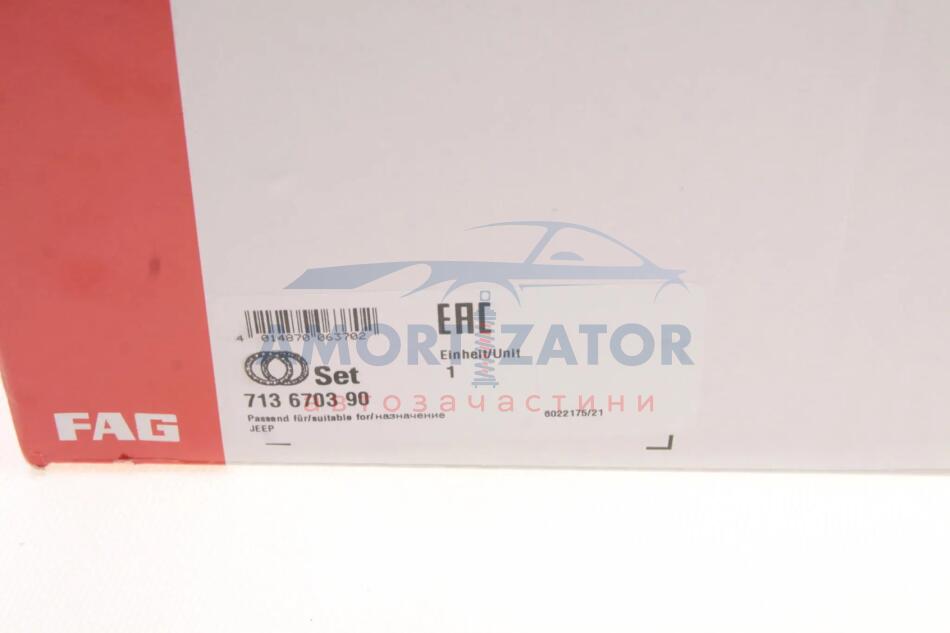 EAC
4 014870 063702
AMORTIZATOR
Einheit/Unit
Set
1
713 6703 90
автозачастини
Passend für/suitable for/назначение
6022175/21
JEEP
FAG